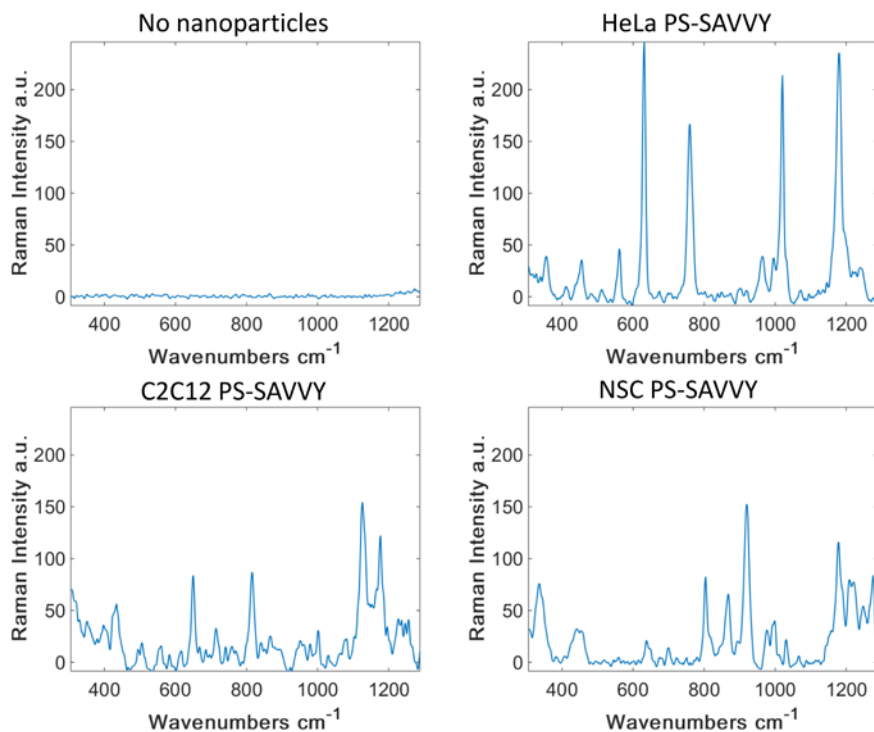 No nanoparticles
HeLa PS-SAVVY
Raman Intensity a.u.
200
150
100
50
0
400 600 800 1000 1200
Wavenumbers cm⁻¹
Raman Intensity a.u.
200
150
100
50
0
400 600 800 1000 1200
Wavenumbers cm⁻¹
C2C12 PS-SAVVY
NSC PS-SAVVY
Raman Intensity a.u.
200
150
100
50
0
400 600 800 1000 1200
Wavenumbers cm⁻¹
Raman Intensity a.u.
200
150
100
50
0
400 600 800 1000 1200
Wavenumbers cm⁻¹